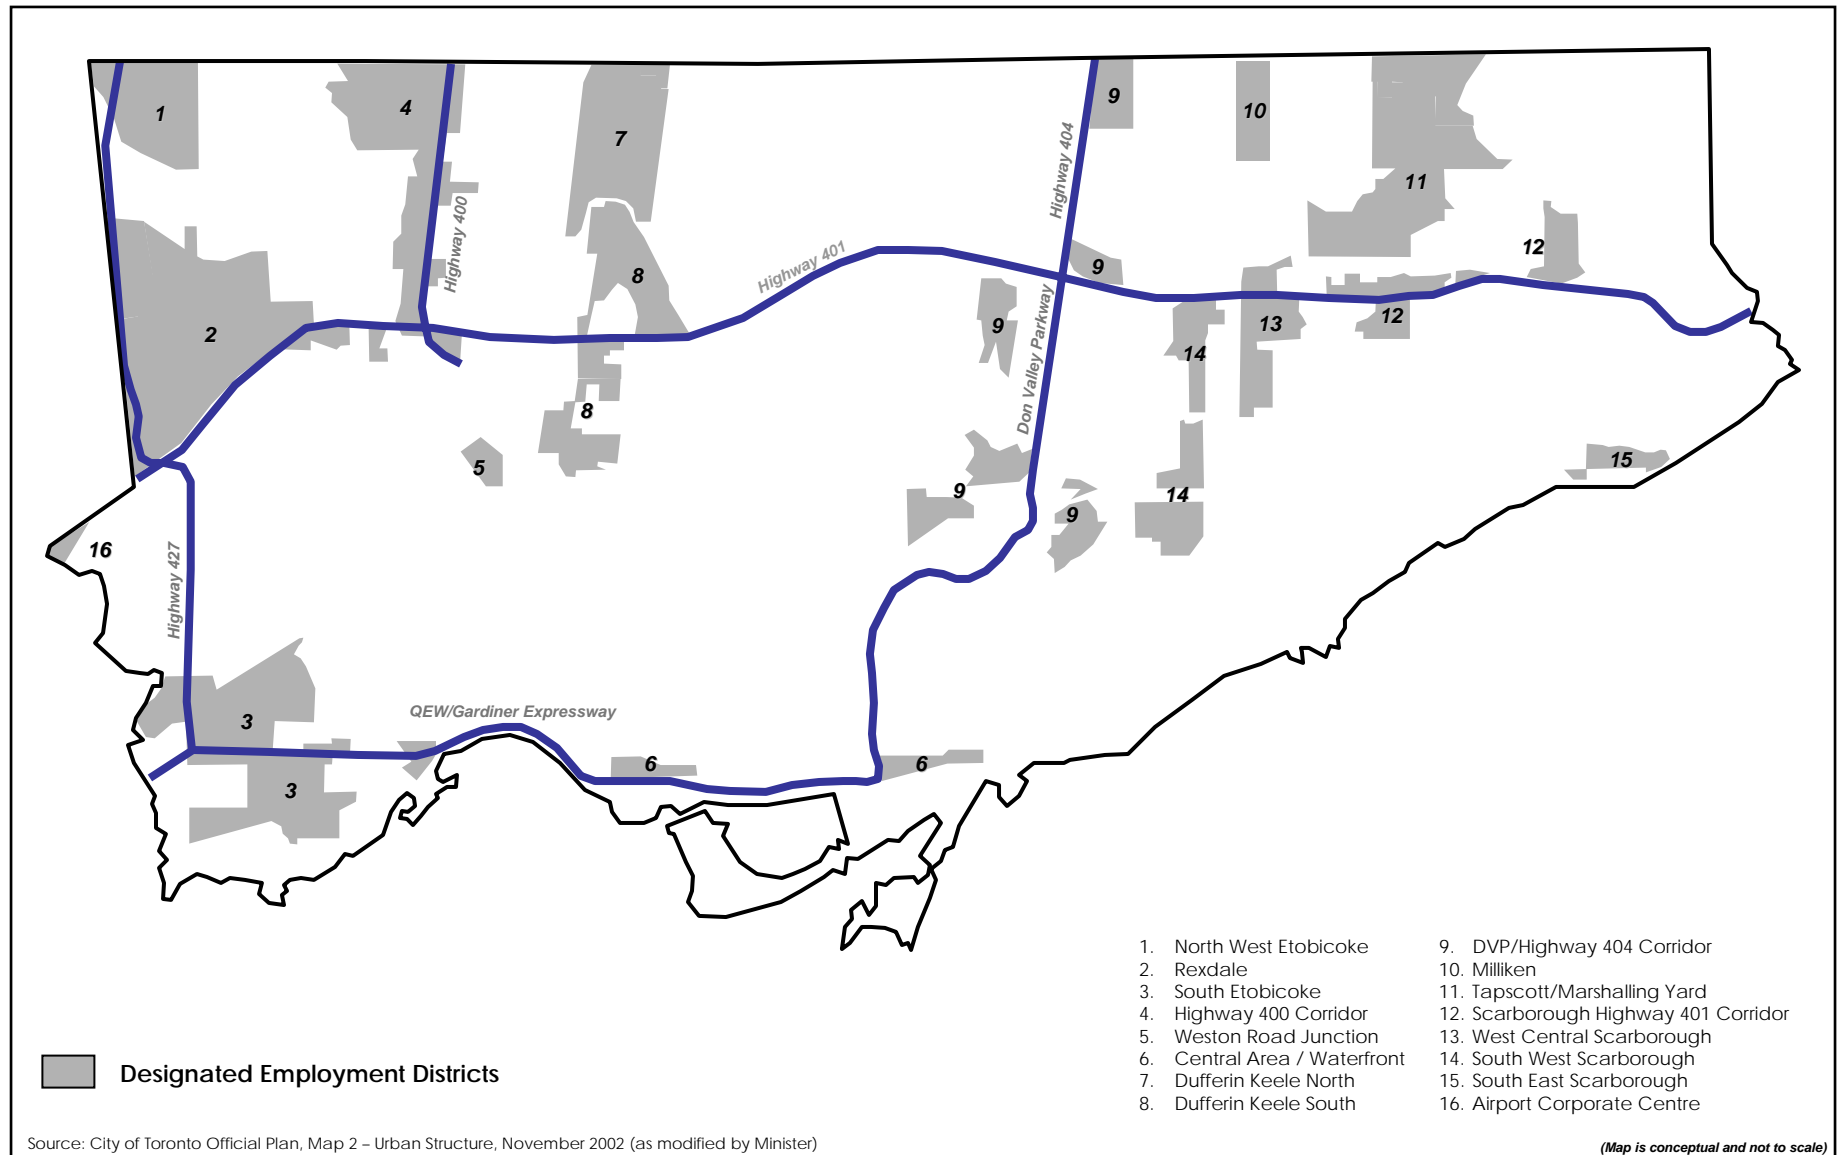 1
4
7
9
10
Highway 404
11
Highway 400
12
Highway 401
9
8
2
9
13
12
14
Don Valley Parkway
8
5
9
14
15
9
16
Highway 427
3
QEW/Gardiner Expressway
6
6
3
1. North West Etobicoke
2. Rexdale
3. South Etobicoke
4. Highway 400 Corridor
5. Weston Road Junction
6. Central Area / Waterfront
7. Dufferin Keele North
8. Dufferin Keele South
9. DVP/Highway 404 Corridor
10. Milliken
11. Tapscott/Marshalling Yard
12. Scarborough Highway 401 Corridor
13. West Central Scarborough
14. South West Scarborough
15. South East Scarborough
16. Airport Corporate Centre
Designated Employment Districts
Source: City of Toronto Official Plan, Map 2 – Urban Structure, November 2002 (as modified by Minister)
(Map is conceptual and not to scale)